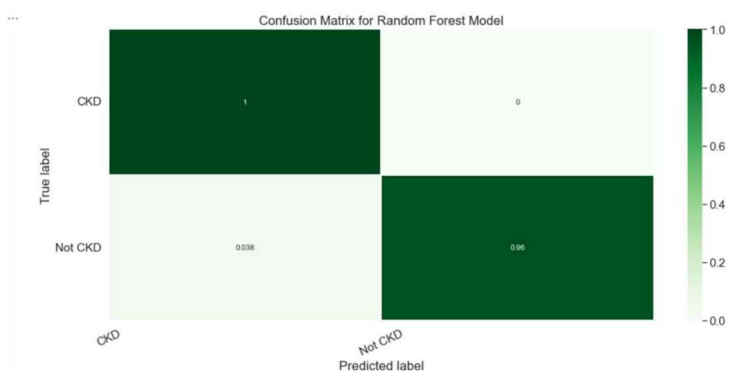 ...
Confusion Matrix for Random Forest Model
1.0
CKD
1
0
0.8
0.6
True label
0.4
Not CKD
0.038
0.96
0.2
0.0
CKD
Not CKD
Predicted label